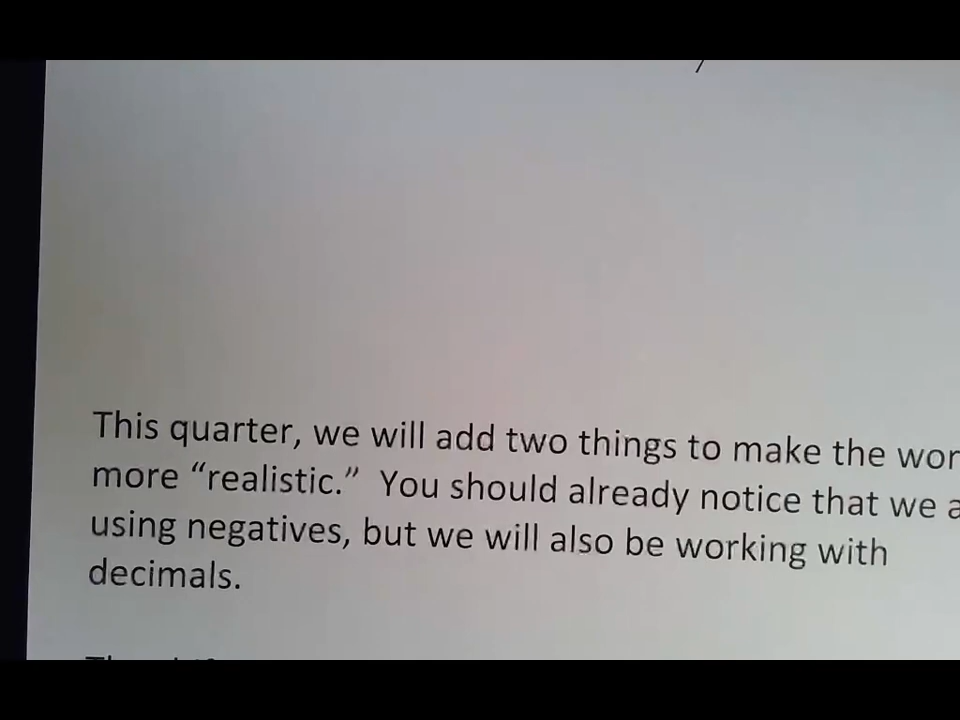 This quarter, we will add two things to make the
more “realistic.” You should already notice that we
using negatives, but we will also be working with
decimals.